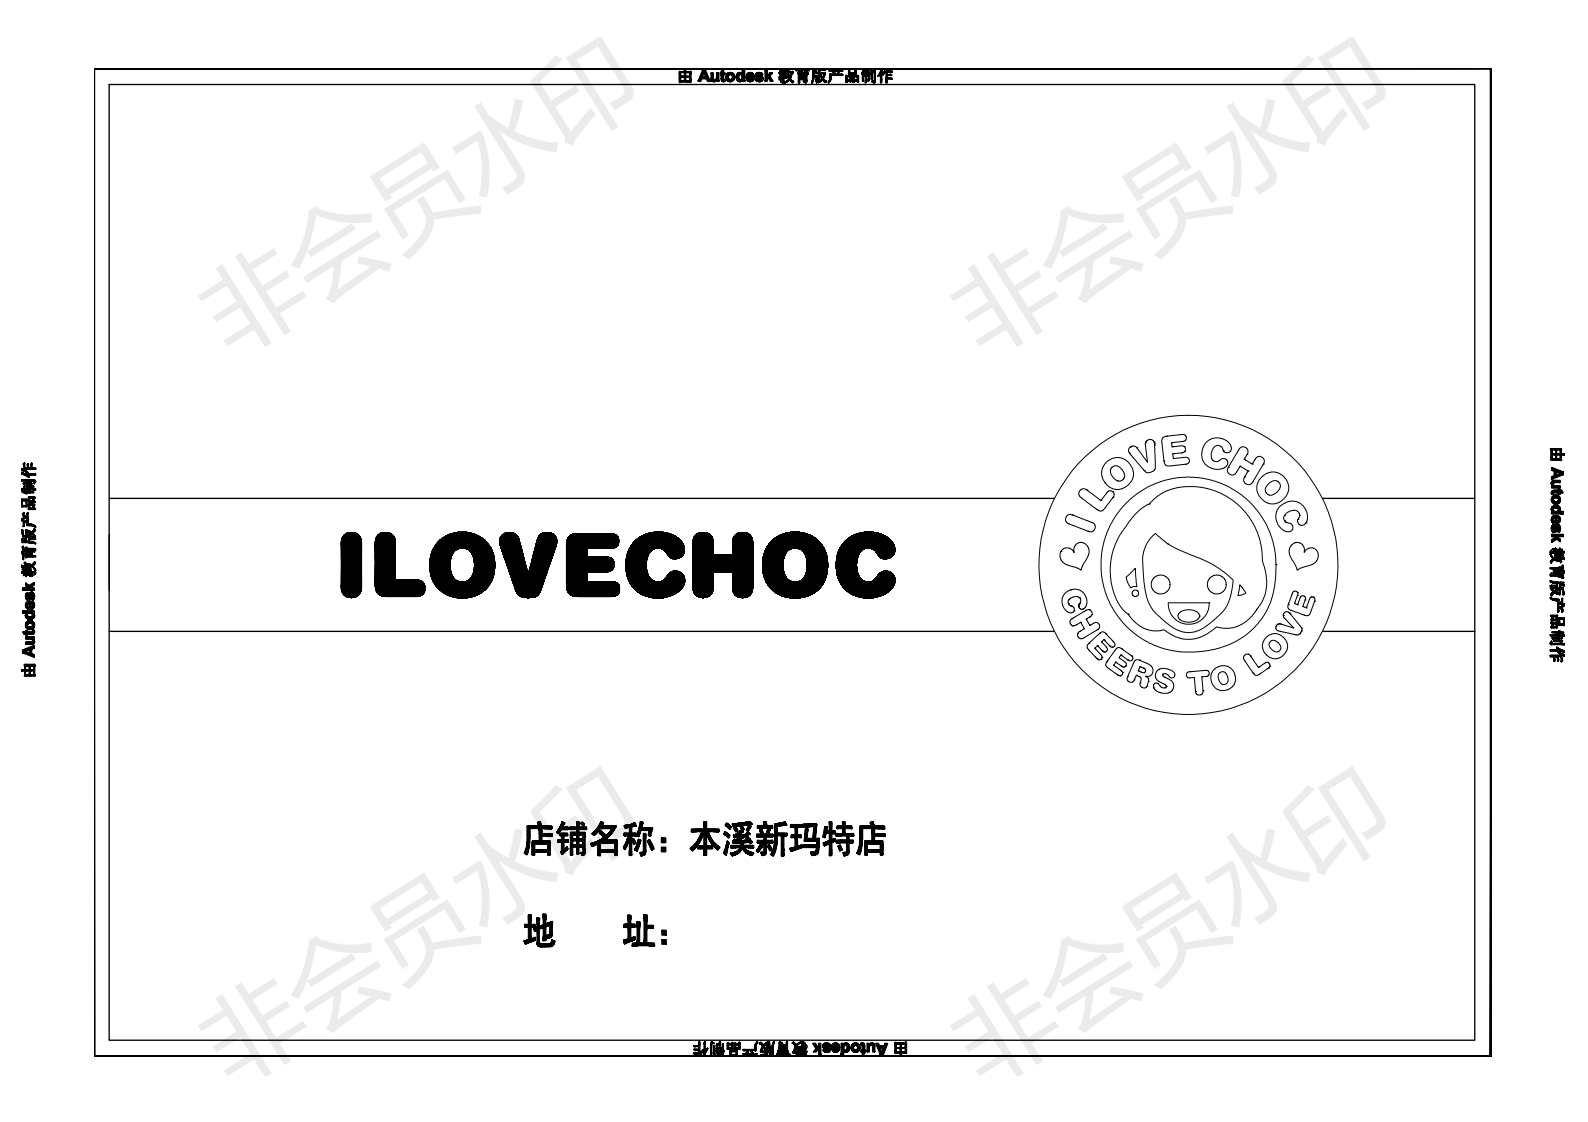 由 Autodesk 教育版产品制作
非会员水印
非会员水印
由 Autodesk 教育版产品制作
由 Autodesk 教育版产品制作
ILOVECHOC
I LOVE CHOC
CHEERS TO LOVE
店铺名称：本溪新玛特店
地 址：
非会员水印
非会员水印
由 Autodesk 教育版产品制作